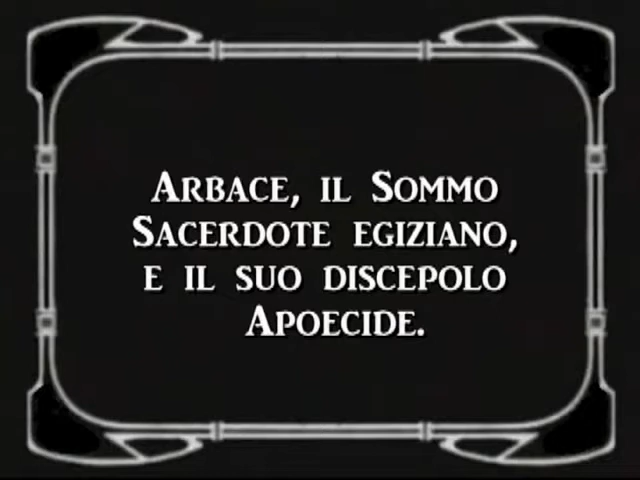 Arbace, il Sommo
Sacerdote egiziano,
e il suo discepolo
Apoecide.